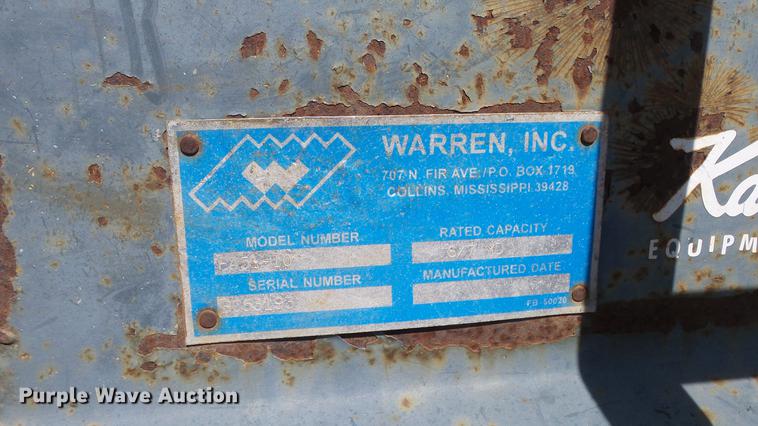 WARREN, INC.
707 N. FIR AVE./P.O. BOX 1719
COLLINS, MISSISSIPPI 39428
MODEL NUMBER
RATED CAPACITY
SERIAL NUMBER
MANUFACTURED DATE
FB 50020
Ka
EQUIPM
Purple Wave Auction